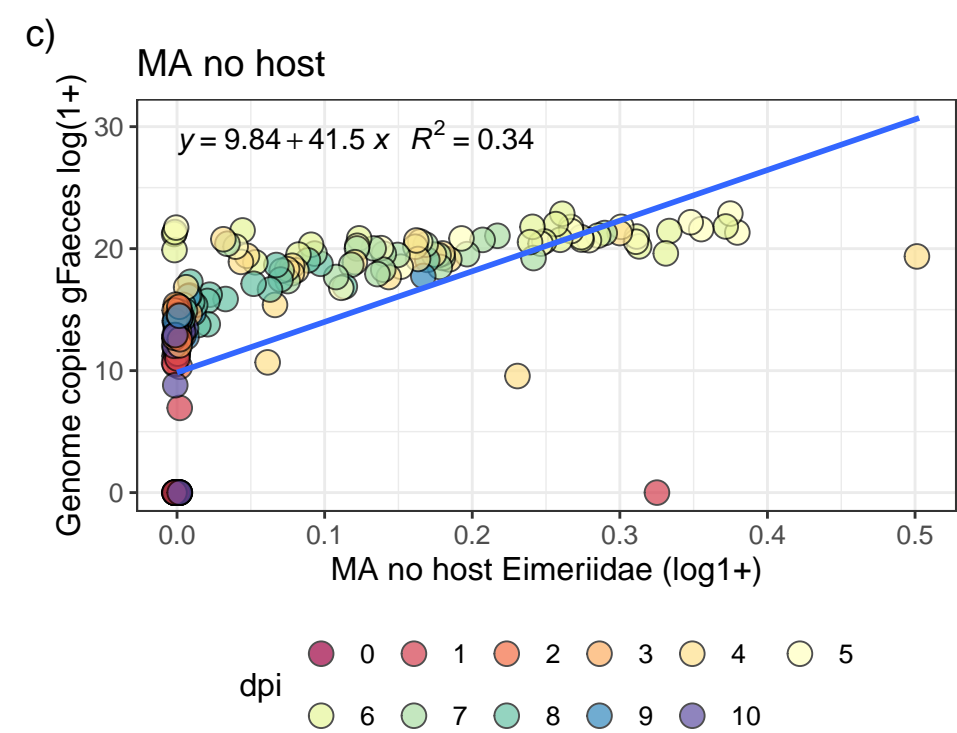 c)
MA no host
Genome copies gFaeces log(1+)
y = 9.84 + 41.5 x R² = 0.34
30
20
10
0
0.0 0.1 0.2 0.3 0.4 0.5
MA no host Eimeriidae (log1+)
dpi
0 1 2 3 4 5
6 7 8 9 10